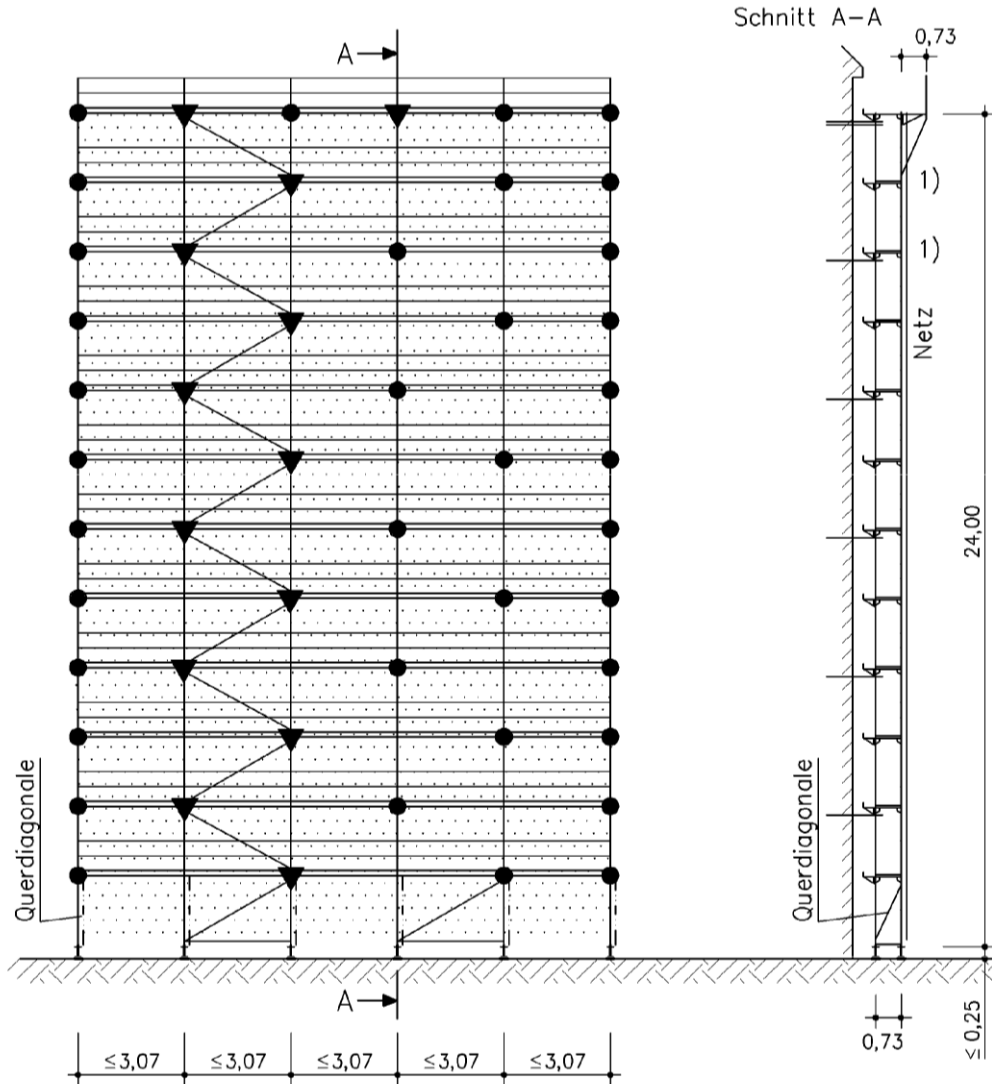 Schnitt A-A
A
0,73
1)
1)
Netz
24,00
Querdiagonale
Querdiagonale
A
0,73
≤ 0,25
≤3,07
≤3,07
≤3,07
≤3,07
≤3,07